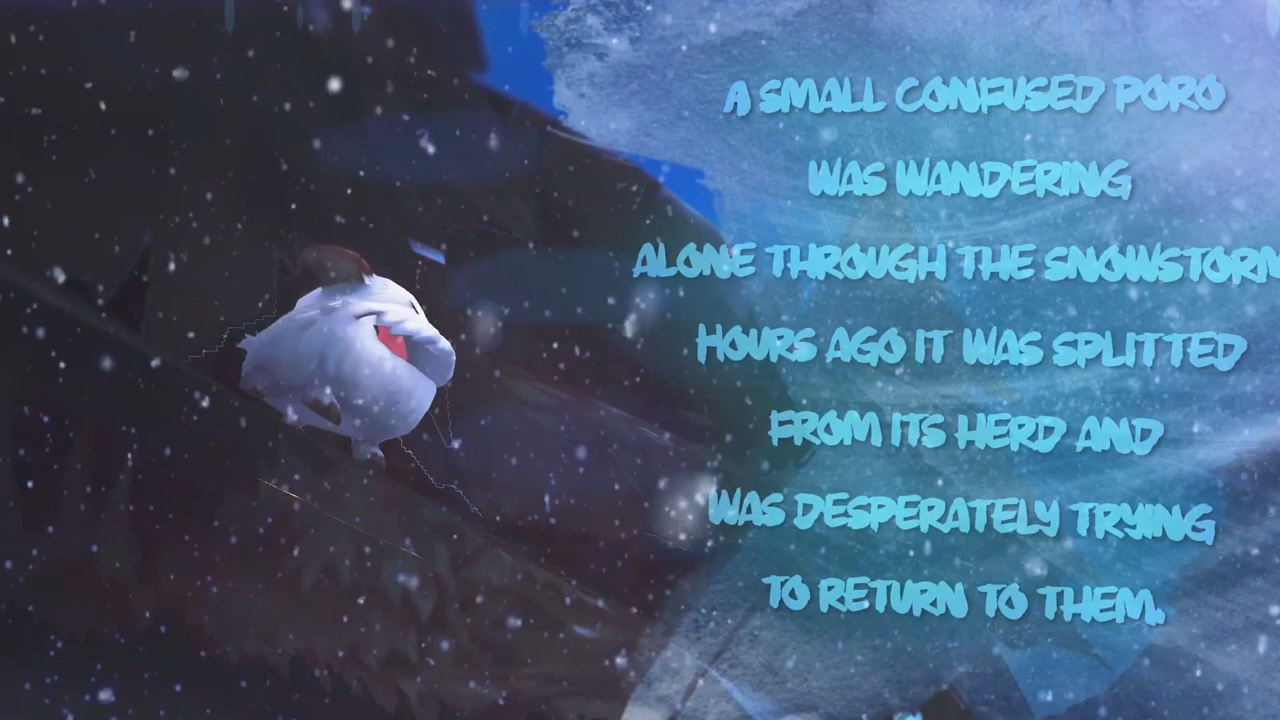 A SMALL CONFUSED PORO
WAS WANDERING
ALONE THROUGH THE SNOWSTORM
HOURS AGO IT WAS SPLITTED
FROM ITS HERD AND
WAS DESPERATELY TRYING
TO RETURN TO THEM.